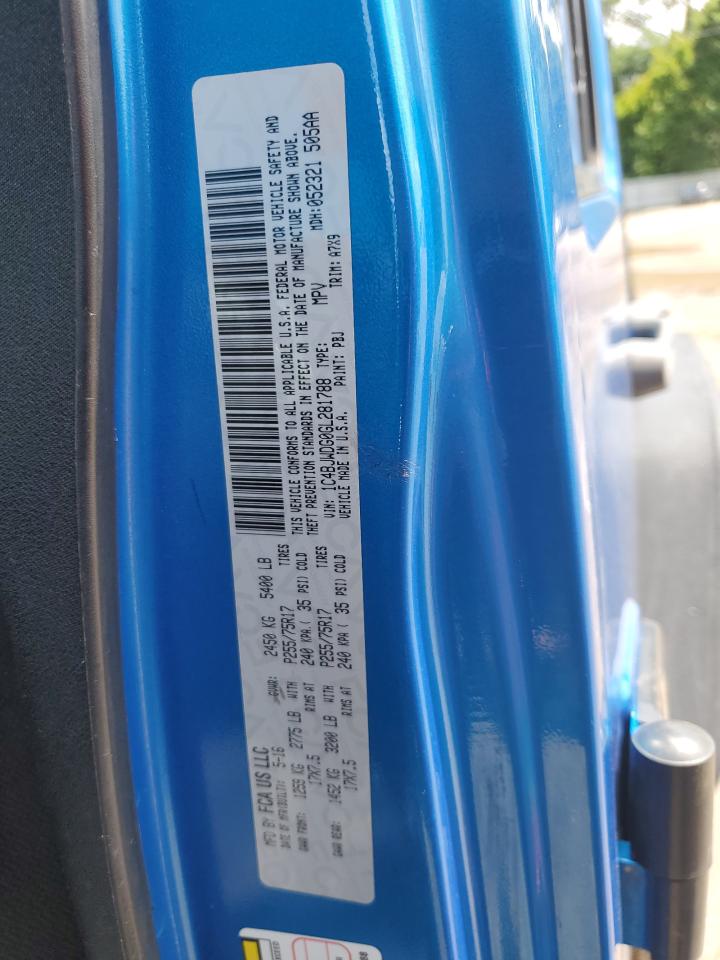 MFD BY FCA US LLC
DATE OF MFR(BUILT): 5-16 GVWR: 2450 KG 5400 LB
GAWR FRONT: 1259 KG 2775 LB WITH P255/75R17 TIRES
17X7.5 RIMS AT 240 KPA ( 35 PSI) COLD
GAWR REAR: 1452 KG 3200 LB WITH P255/75R17 TIRES
17X7.5 RIMS AT 240 KPA ( 35 PSI) COLD
THIS VEHICLE CONFORMS TO ALL APPLICABLE U.S.A. FEDERAL MOTOR VEHICLE SAFETY AND
THEFT PREVENTION STANDARDS IN EFFECT ON THE DATE OF MANUFACTURE SHOWN ABOVE.
VIN: 1C4BJWDG0GL281788 TYPE: MPV MDH:052321 505AA
VEHICLE MADE IN U.S.A. PAINT: PBJ TRIM: A7X9